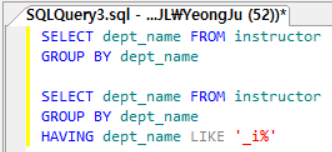 SQLQuery3.sql - ...JL₩YeongJu (52))*
SELECT dept_name FROM instructor
GROUP BY dept_name
SELECT dept_name FROM instructor
GROUP BY dept_name
HAVING dept_name LIKE '_i%'